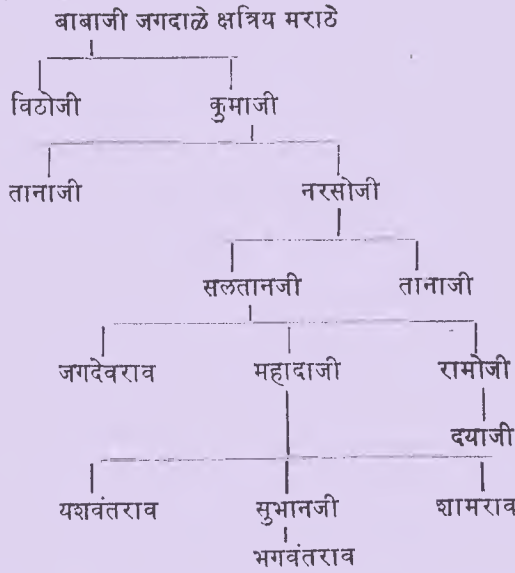 बाबाजी जगदाळे क्षत्रिय मराठे
विठोजी कुमाजी
तानाजी नरसोजी
सलतानजी तानाजी
जगदेवराव महादाजी रामोजी
दयाजी
यशवंतराव सुभानजी शामराव
भगवंतराव